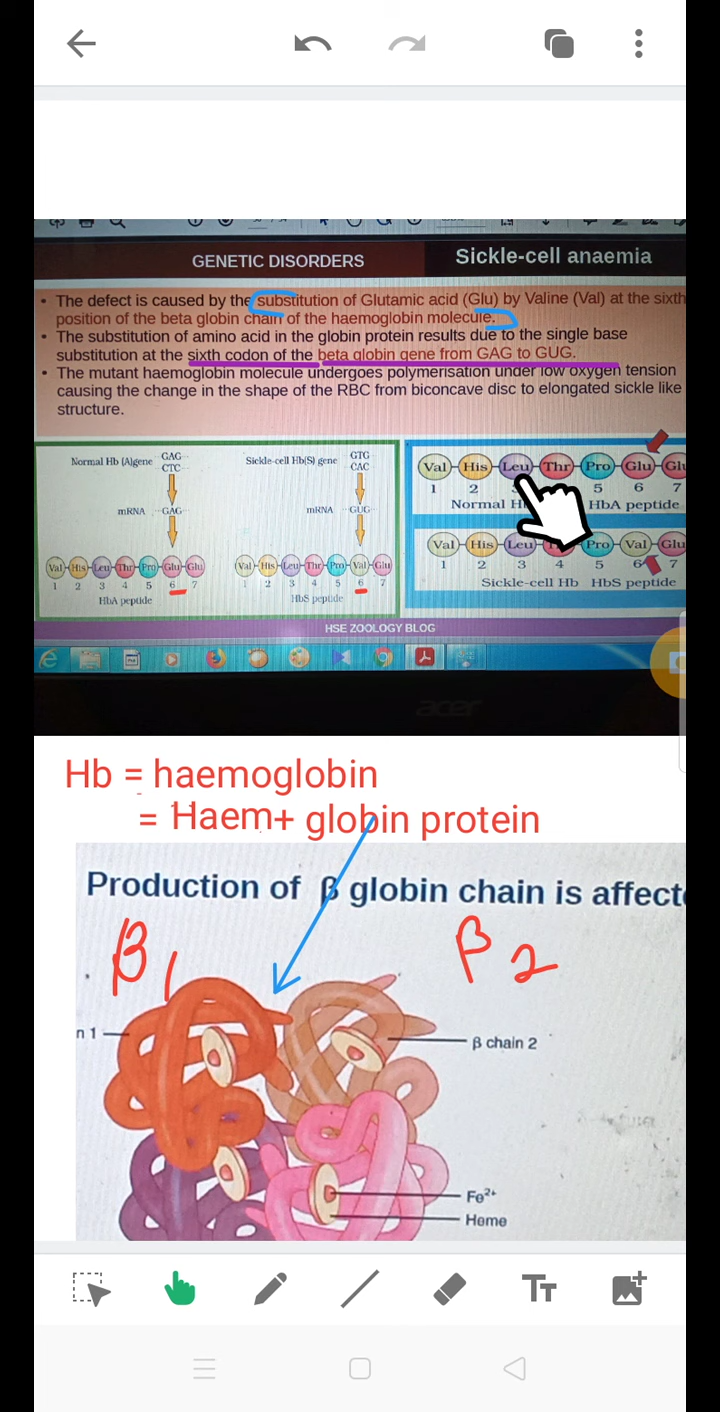 GENETIC DISORDERS
Sickle-cell anaemia
• The defect is caused by the substitution of Glutamic acid (Glu) by Valine (Val) at the sixth
position of the beta globin chain of the haemoglobin molecule.
• The substitution of amino acid in the globin protein results due to the single base
substitution at the sixth codon of the beta globin gene from GAG to GUG.
• The mutant haemoglobin molecule undergoes polymerisation under low oxygen tension
causing the change in the shape of the RBC from biconcave disc to elongated sickle like
structure.
Normal Hb (A)gene GAG
CTC
mRNA GAG
Val His Leu Thr Pro Glu Glu
1 2 3 4 5 6 7
HbA peptide
Sickle-cell Hb(S) gene GTG
CAC
mRNA GUG
Val His Leu Thr Pro Val Glu
1 2 3 4 5 6 7
HbS peptide
Val His Leu Thr Pro Glu Glu
1 2 5 6 7
Normal HbA peptide
Val His Leu Pro Val Glu
1 2 3 4 5 6 7
Sickle-cell Hb HbS peptide
HSE ZOOLOGY BLOG
acer
Hb = haemoglobin
= Haem+ globin protein
Production of β globin chain is affect
β1
β2
n 1
β chain 2
Fe2+
Heme
TT